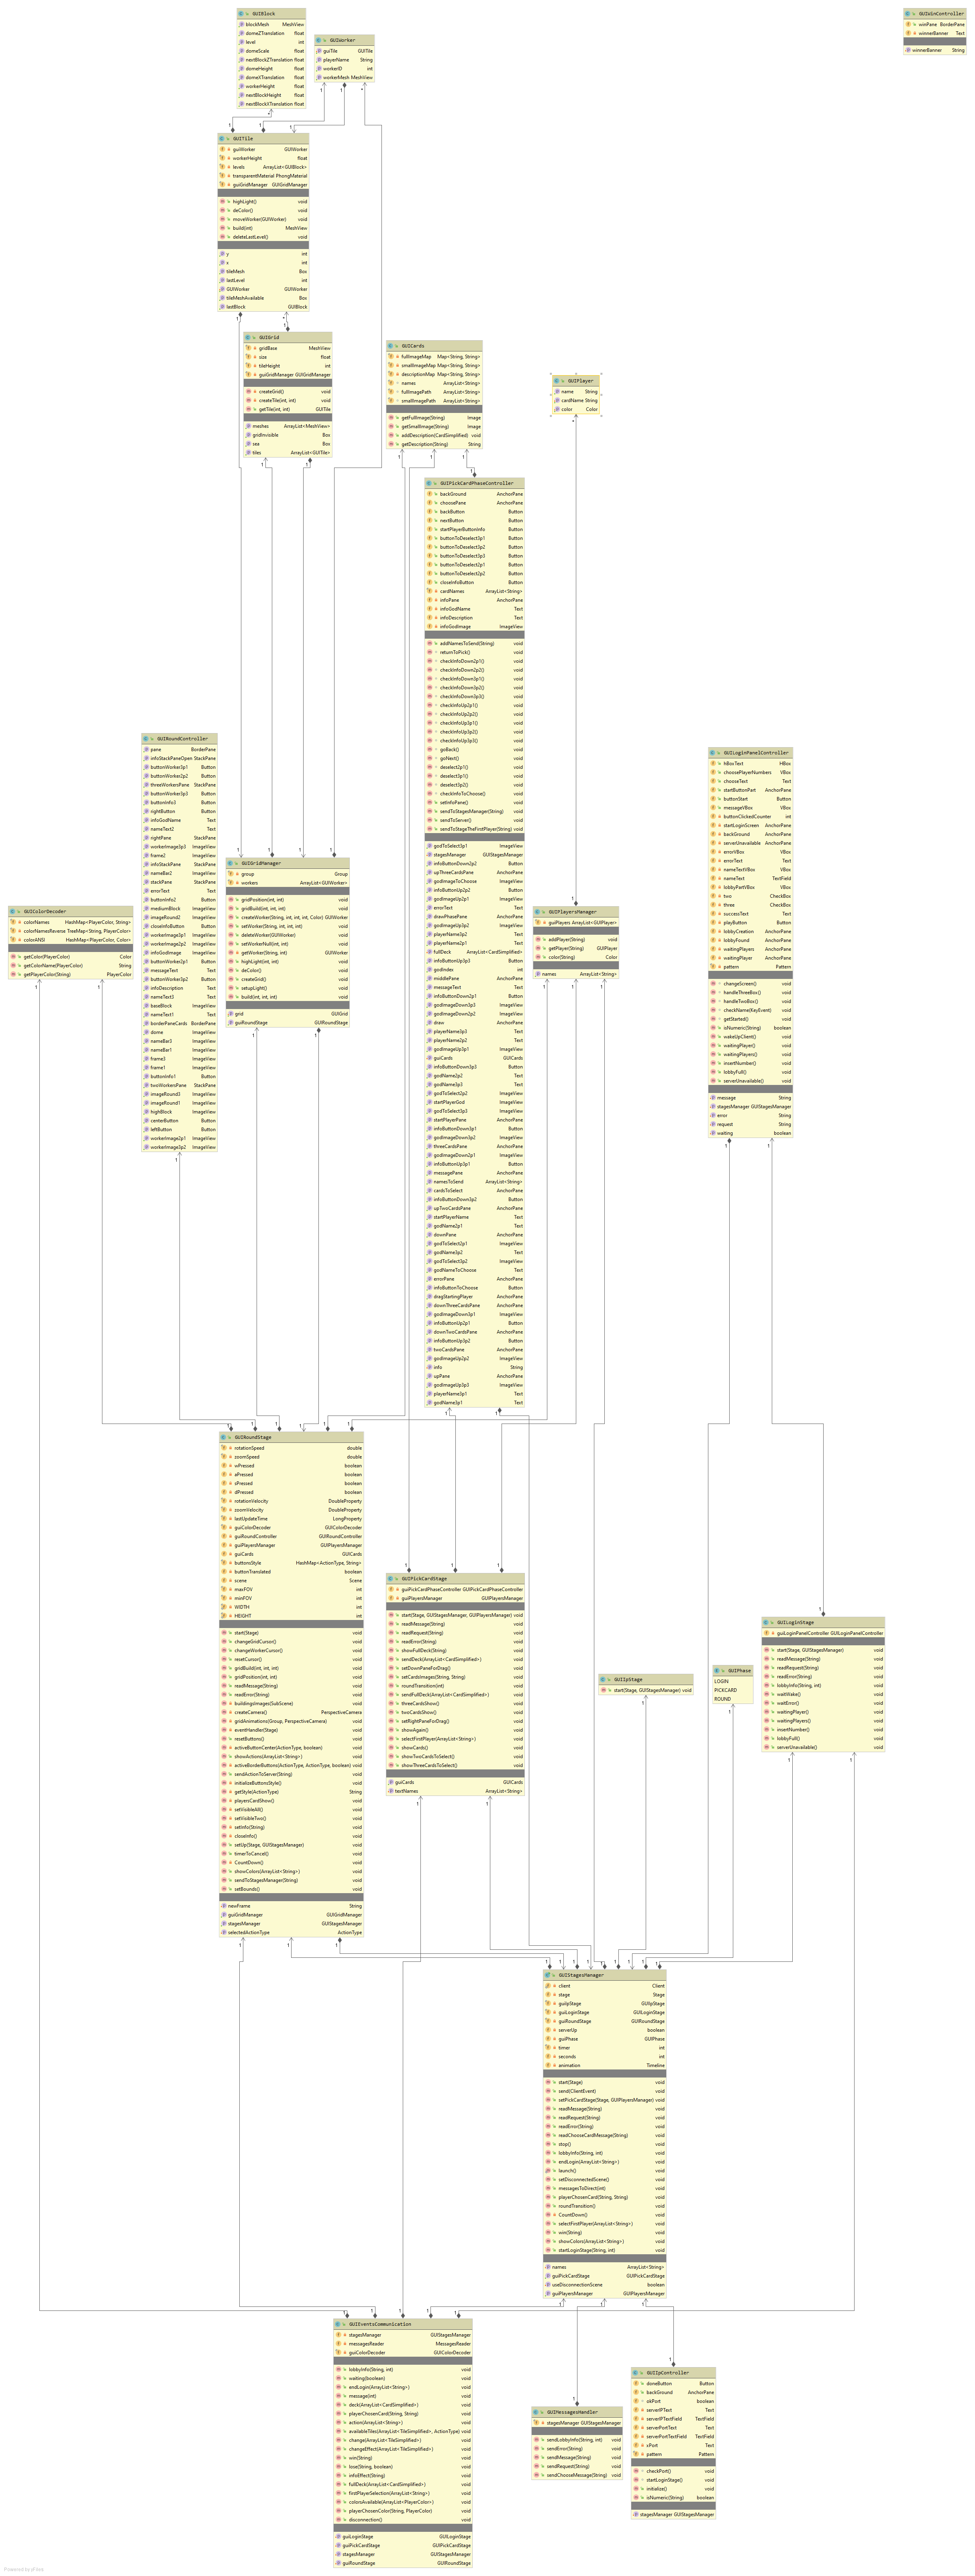 GUIBlock
blockMesh MeshView
domeZTranslation float
level int
domeScale float
nextBlockZTranslation float
domeHeight float
domeXTranslation float
workerHeight float
nextBlockHeight float
nextBlockXTranslation float
GUIWorker
guiTile GUITile
playerName String
workerID int
workerMesh MeshView
GUIWinController
winPane BorderPane
winnerBanner Text
winnerBanner String
GUITile
guiWorker GUIWorker
workerHeight float
levels ArrayList<GUIBlock>
transparentMaterial PhongMaterial
guiGridManager GUIGridManager
highLight() void
deColor() void
moveWorker(GUIWorker) void
build(int) MeshView
deleteLastLevel() void
y int
x int
tileMesh Box
lastLevel int
GUIWorker GUIWorker
tileMeshAvailable Box
lastBlock GUIBlock
GUIGrid
gridBase MeshView
size float
tileHeight int
guiGridManager GUIGridManager
createGrid() void
createTile(int, int) void
getTile(int, int) GUITile
meshes ArrayList<MeshView>
gridInvisible Box
sea Box
tiles ArrayList<GUITile>
GUICards
fullImageMap Map<String, String>
smallImageMap Map<String, String>
descriptionMap Map<String, String>
names ArrayList<String>
fullImagePath ArrayList<String>
smallImagePath ArrayList<String>
getFullImage(String) Image
getSmallImage(String) Image
addDescription(CardSimplified) void
getDescription(String) String
GUIPlayer
name String
cardName String
color Color
GUIPickCardPhaseController
backGround AnchorPane
choosePane AnchorPane
backButton Button
nextButton Button
startPlayerButtonInfo Button
buttonToDeselect3p1 Button
buttonToDeselect3p2 Button
buttonToDeselect3p3 Button
buttonToDeselect2p1 Button
buttonToDeselect2p2 Button
closeInfoButton Button
cardNames ArrayList<String>
infoPane AnchorPane
infoGodName Text
infoDescription Text
infoGodImage ImageView
addNamesToSend(String) void
returnToPick() void
checkInfoDown2p1() void
checkInfoDown2p2() void
checkInfoDown3p1() void
checkInfoDown3p2() void
checkInfoDown3p3() void
checkInfoUp2p1() void
checkInfoUp2p2() void
checkInfoUp3p1() void
checkInfoUp3p2() void
checkInfoUp3p3() void
goBack() void
goNext() void
deselect2p1() void
deselect3p1() void
deselect3p2() void
checkInfoToChoose() void
setInfoPane() void
sendToStagesManager(String) void
sendToServer() void
sendToStageTheFirstPlayer(String) void
godToSelect3p1 ImageView
stagesManager GUIStagesManager
infoButtonDown2p2 Button
upThreeCardsPane AnchorPane
godImageToChoose ImageView
infoButtonUp2p2 Button
godImageUp2p1 ImageView
errorText Text
drawPhasePane AnchorPane
godImageUp3p2 ImageView
playerName3p2 Text
playerName2p1 Text
fullDeck ArrayList<CardSimplified>
infoButtonUp3p3 Button
godIndex int
middlePane AnchorPane
messageText Text
infoButtonDown2p1 Button
godImageDown3p3 ImageView
godImageDown2p2 ImageView
draw AnchorPane
playerName3p3 Text
playerName2p2 Text
godImageUp3p1 ImageView
guiCards GUICards
infoButtonDown3p3 Button
godName2p2 Text
godName3p3 Text
godToSelect2p2 ImageView
startPlayerGod ImageView
godToSelect3p3 ImageView
startPlayerPane AnchorPane
infoButtonDown3p1 Button
godImageDown3p2 ImageView
threeCardsPane AnchorPane
godImageDown2p1 ImageView
infoButtonUp3p1 Button
messagePane AnchorPane
namesToSend ArrayList<String>
cardsToSelect AnchorPane
infoButtonDown3p2 Button
upTwoCardsPane AnchorPane
startPlayerName Text
godName2p1 Text
downPane AnchorPane
godToSelect2p1 ImageView
godName3p2 Text
godToSelect3p2 ImageView
godNameToChoose Text
errorPane AnchorPane
infoButtonToChoose Button
dragStartingPlayer AnchorPane
downThreeCardsPane AnchorPane
godImageDown3p1 ImageView
infoButtonUp2p1 Button
downTwoCardsPane AnchorPane
infoButtonUp3p2 Button
twoCardsPane AnchorPane
godImageUp2p2 ImageView
info String
upPane AnchorPane
godImageUp3p3 ImageView
playerName3p1 Text
godName3p1 Text
GUIRoundController
pane BorderPane
infoStackPaneOpen StackPane
buttonWorker3p1 Button
buttonWorker2p2 Button
threeWorkersPane StackPane
buttonWorker3p3 Button
buttonInfo3 Button
rightButton Button
infoGodName Text
nameText2 Text
rightPane StackPane
workerImage3p3 ImageView
frame2 ImageView
infoStackPane StackPane
nameBar2 ImageView
stackPane StackPane
errorText Text
buttonInfo2 Button
mediumBlock ImageView
imageRound2 ImageView
closeInfoButton Button
workerImage3p1 ImageView
workerImage2p2 ImageView
infoGodImage ImageView
buttonWorker2p1 Button
messageText Text
buttonWorker3p2 Button
infoDescription Text
nameText3 Text
baseBlock ImageView
nameText1 Text
borderPaneCards BorderPane
dome ImageView
nameBar3 ImageView
nameBar1 ImageView
frame3 ImageView
frame1 ImageView
buttonInfo1 Button
twoWorkersPane StackPane
imageRound3 ImageView
imageRound1 ImageView
highBlock ImageView
centerButton Button
leftButton Button
workerImage2p1 ImageView
workerImage3p2 ImageView
GUILoginPanelController
hBoxText HBox
choosePlayerNumbers VBox
chooseText Text
startButtonPart AnchorPane
buttonStart Button
messageVBox VBox
buttonClickedCounter int
startLoginScreen AnchorPane
backGround AnchorPane
serverUnavailable AnchorPane
errorVBox VBox
errorText Text
nameTextVBox VBox
nameText TextField
lobbyPartVBox VBox
two CheckBox
three CheckBox
successText Text
playButton Button
lobbyCreation AnchorPane
lobbyFound AnchorPane
waitingPlayers AnchorPane
waitingPlayer AnchorPane
pattern Pattern
changeScreen() void
handleThreeBox() void
handleTwoBox() void
checkName(KeyEvent) void
getStarted() void
isNumeric(String) boolean
wakeUpClient() void
waitingPlayer() void
waitingPlayers() void
insertNumber() void
lobbyFull() void
serverUnavailable() void
message String
stagesManager GUIStagesManager
error String
request String
waiting boolean
GUIGridManager
group Group
workers ArrayList<GUIWorker>
gridPosition(int, int) void
gridBuild(int, int, int) void
createWorker(String, int, int, int, Color) GUIWorker
setWorker(String, int, int, int) void
deleteWorker(GUIWorker) void
setWorkerNull(int, int) void
getWorker(String, int) GUIWorker
highLight(int, int) void
deColor() void
createGrid() void
setupLight() void
build(int, int, int) void
grid GUIGrid
guiRoundStage GUIRoundStage
GUIColorDecoder
colorNames HashMap<PlayerColor, String>
colorNamesReverse TreeMap<String, PlayerColor>
colorANSI HashMap<PlayerColor, Color>
getColor(PlayerColor) Color
getColorName(PlayerColor) String
getPlayerColor(String) PlayerColor
GUIPlayersManager
guiPlayers ArrayList<GUIPlayer>
addPlayer(String) void
getPlayer(String) GUIPlayer
color(String) Color
names ArrayList<String>
GUIRoundStage
rotationSpeed double
zoomSpeed double
wPressed boolean
aPressed boolean
sPressed boolean
dPressed boolean
rotationVelocity DoubleProperty
zoomVelocity DoubleProperty
lastUpdateTime LongProperty
guiColorDecoder GUIColorDecoder
guiRoundController GUIRoundController
guiPlayersManager GUIPlayersManager
guiCards GUICards
buttonsStyle HashMap<ActionType, String>
buttonTranslated boolean
scene Scene
maxFOV int
minFOV int
WIDTH int
HEIGHT int
start(Stage) void
changeGridCursor() void
changeWorkerCursor() void
resetCursor() void
gridBuild(int, int, int) void
gridPosition(int, int) void
readMessage(String) void
readError(String) void
buildingsImages(SubScene) void
createCamera() PerspectiveCamera
gridAnimations(Group, PerspectiveCamera) void
eventHandler(Stage) void
resetButtons() void
activeButtonCenter(ActionType, boolean) void
showActions(ArrayList<String>) void
activeBorderButtons(ActionType, ActionType, boolean) void
sendActionToServer(String) void
initializeButtonsStyle() void
getStyle(ActionType) String
playersCardShow() void
setVisibleAll() void
setVisibleTwo() void
setInfo(String) void
closeInfo() void
setUp(Stage, GUIStagesManager) void
timerToCancel() void
CountDown() void
showColors(ArrayList<String>) void
sendToStagesManager(String) void
setBounds() void
newFrame String
guiGridManager GUIGridManager
stagesManager GUIStagesManager
selectedActionType ActionType
GUIPickCardStage
guiPickCardPhaseController GUIPickCardPhaseController
guiPlayersManager GUIPlayersManager
start(Stage, GUIStagesManager, GUIPlayersManager) void
readMessage(String) void
readRequest(String) void
readError(String) void
showFullDeck(String) void
sendDeck(ArrayList<CardSimplified>) void
setDownPaneForDrag() void
setCardsImages(String, String) void
roundTransition(int) void
sendFullDeck(ArrayList<CardSimplified>) void
threeCardsShow() void
twoCardsShow() void
setRightPaneForDrag() void
showAgain() void
selectFirstPlayer(ArrayList<String>) void
showCards() void
showTwoCardsToSelect() void
showThreeCardsToSelect() void
guiCards GUICards
textNames ArrayList<String>
GUILoginStage
guiLoginPanelController GUILoginPanelController
start(Stage, GUIStagesManager) void
readMessage(String) void
readRequest(String) void
readError(String) void
lobbyInfo(String, int) void
waitWake() void
waitError() void
waitingPlayer() void
waitingPlayers() void
insertNumber() void
lobbyFull() void
serverUnavailable() void
GUIIpStage
start(Stage, GUIStagesManager) void
GUIPhase
LOGIN
PICKCARD
ROUND
GUIStagesManager
client Client
stage Stage
guiIpStage GUIIpStage
guiLoginStage GUILoginStage
guiRoundStage GUIRoundStage
serverUp boolean
guiPhase GUIPhase
timer int
seconds int
animation Timeline
start(Stage) void
send(ClientEvent) void
setPickCardStage(Stage, GUIPlayersManager) void
readMessage(String) void
readRequest(String) void
readError(String) void
readChooseCardMessage(String) void
stop() void
lobbyInfo(String, int) void
endLogin(ArrayList<String>) void
launch() void
setDisconnectedScene() void
messagesToDirect(int) void
playerChosenCard(String, String) void
roundTransition() void
CountDown() void
selectFirstPlayer(ArrayList<String>) void
win(String) void
showColors(ArrayList<String>) void
startLoginStage(String, int) void
names ArrayList<String>
guiPickCardStage GUIPickCardStage
useDisconnectionScene boolean
guiPlayersManager GUIPlayersManager
GUIEventsCommunication
stagesManager GUIStagesManager
messagesReader MessagesReader
guiColorDecoder GUIColorDecoder
lobbyInfo(String, int) void
waiting(boolean) void
endLogin(ArrayList<String>) void
message(int) void
deck(ArrayList<CardSimplified>) void
playerChosenCard(String, String) void
action(ArrayList<String>) void
availableTiles(ArrayList<TileSimplified>, ActionType) void
change(ArrayList<TileSimplified>) void
changeEffect(ArrayList<TileSimplified>) void
win(String) void
lose(String, boolean) void
infoEffect(String) void
fullDeck(ArrayList<CardSimplified>) void
firstPlayerSelection(ArrayList<String>) void
colorsAvailable(ArrayList<PlayerColor>) void
playerChosenColor(String, PlayerColor) void
disconnection() void
guiLoginStage GUILoginStage
guiPickCardStage GUIPickCardStage
stagesManager GUIStagesManager
guiRoundStage GUIRoundStage
GUIMessagesHandler
stagesManager GUIStagesManager
sendLobbyInfo(String, int) void
sendError(String) void
sendMessage(String) void
sendRequest(String) void
sendChooseMessage(String) void
GUIIpController
doneButton Button
backGround AnchorPane
okPort boolean
serverIPText Text
serverIPTextField TextField
serverPortText Text
serverPortTextField TextField
xPort Text
pattern Pattern
checkPort() void
startLoginStage() void
initialize() void
isNumeric(String) boolean
stagesManager GUIStagesManager
Powered by yFiles